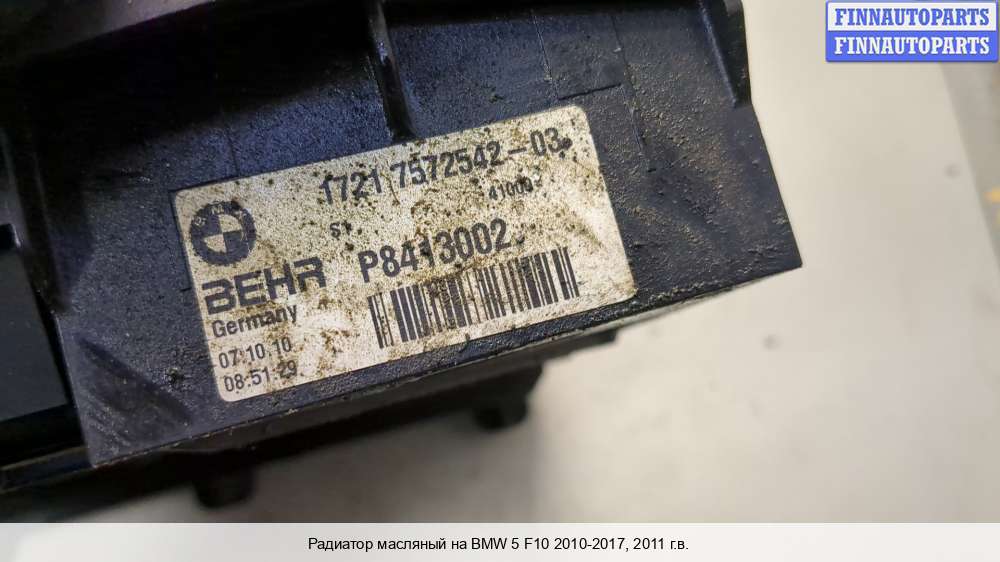 FINNAUTOPARTS
FINNAUTOPARTS
1721 7572542-03
P8413002
BEHR
Germany
07.10.10
08:51:29
Радиатор масляный на BMW 5 F10 2010-2017, 2011 г.в.